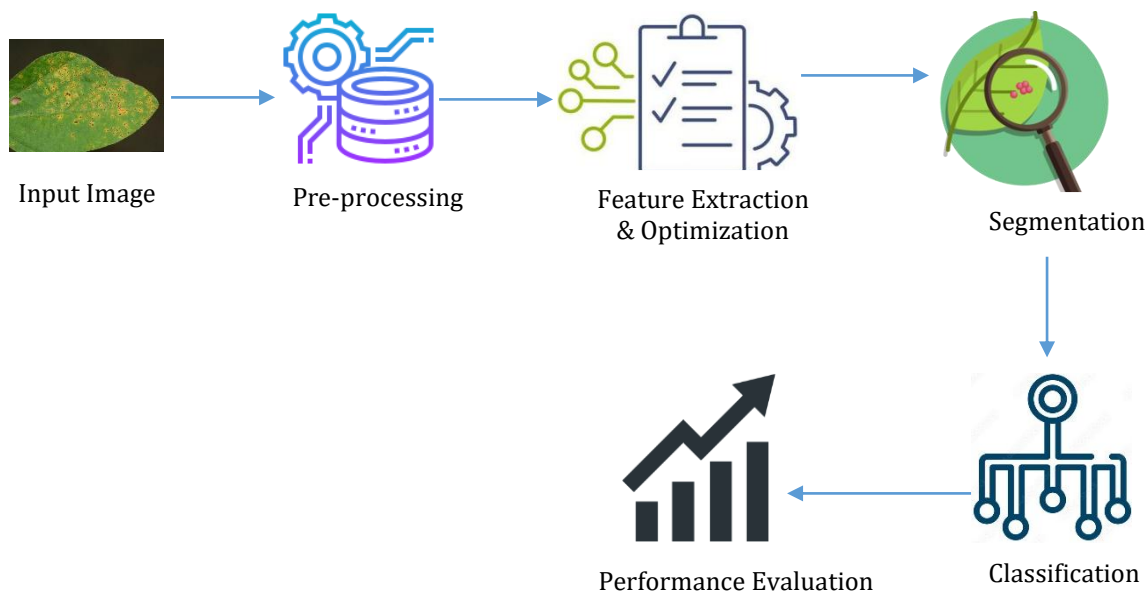 Input Image
Pre-processing
Feature Extraction
& Optimization
Segmentation
Classification
Performance Evaluation